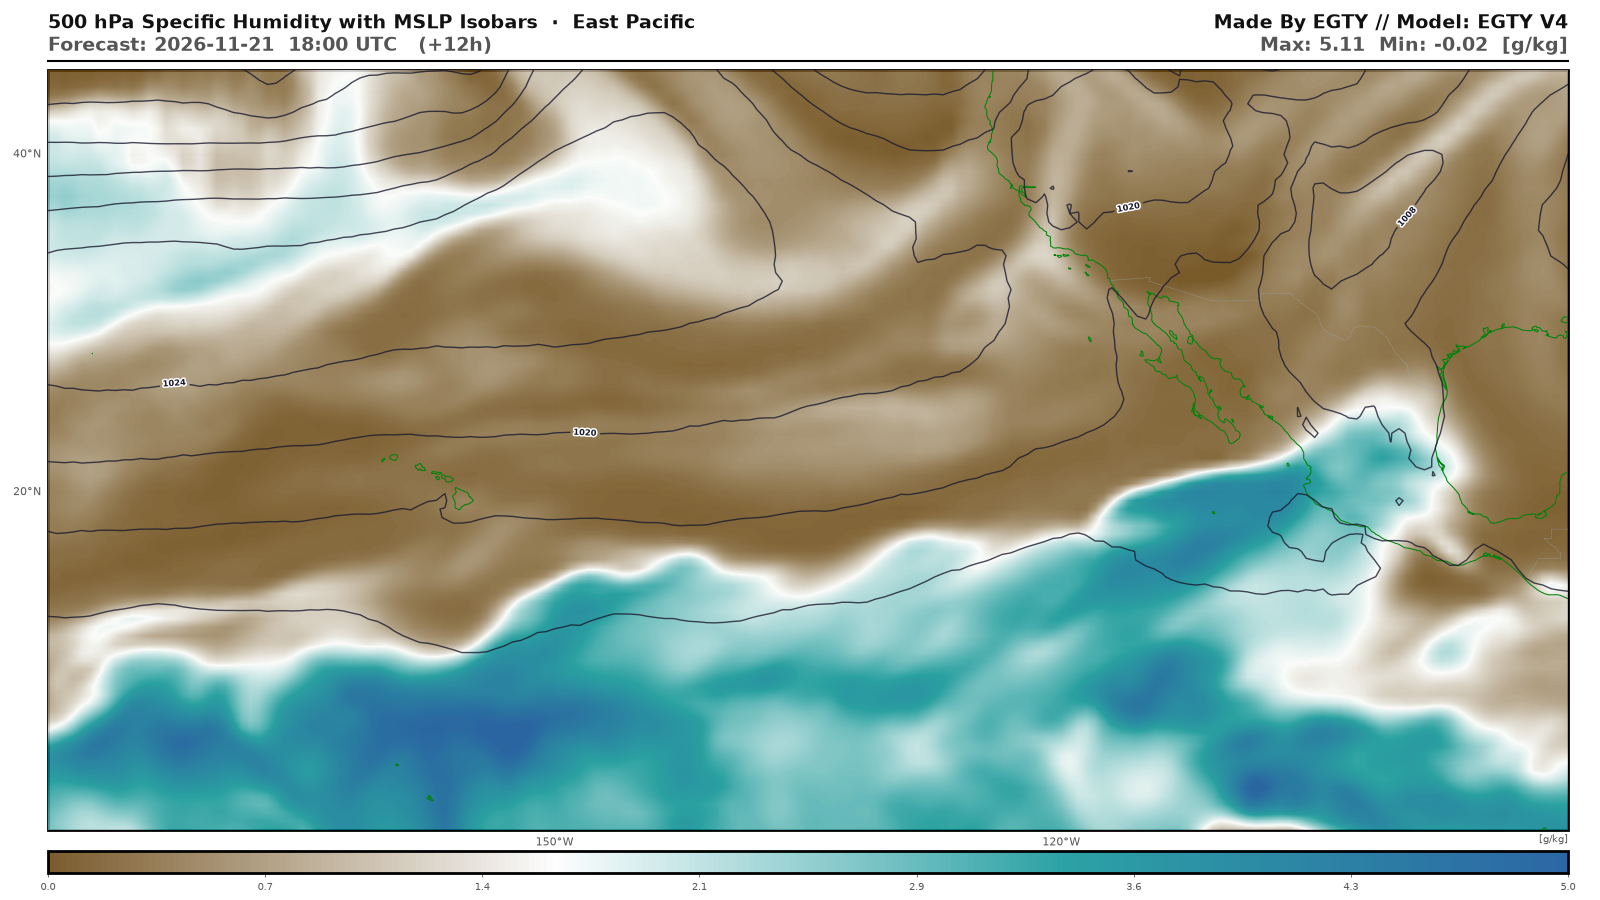 500 hPa Specific Humidity with MSLP Isobars · East Pacific
Made By EGTY // Model: EGTY V4
Forecast: 2026-11-21 18:00 UTC (+12h)
Max: 5.11 Min: -0.02 [g/kg]
40°N
1020
1008
1024
1020
20°N
150°W
120°W
[g/kg]
0.0
0.7
1.4
2.1
2.9
3.6
4.3
5.0